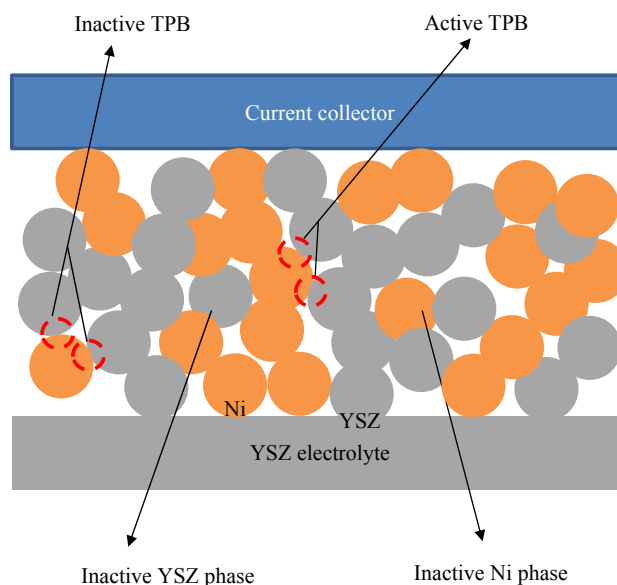 Inactive TPB
Active TPB
Current collector
Ni
YSZ
YSZ electrolyte
Inactive YSZ phase
Inactive Ni phase